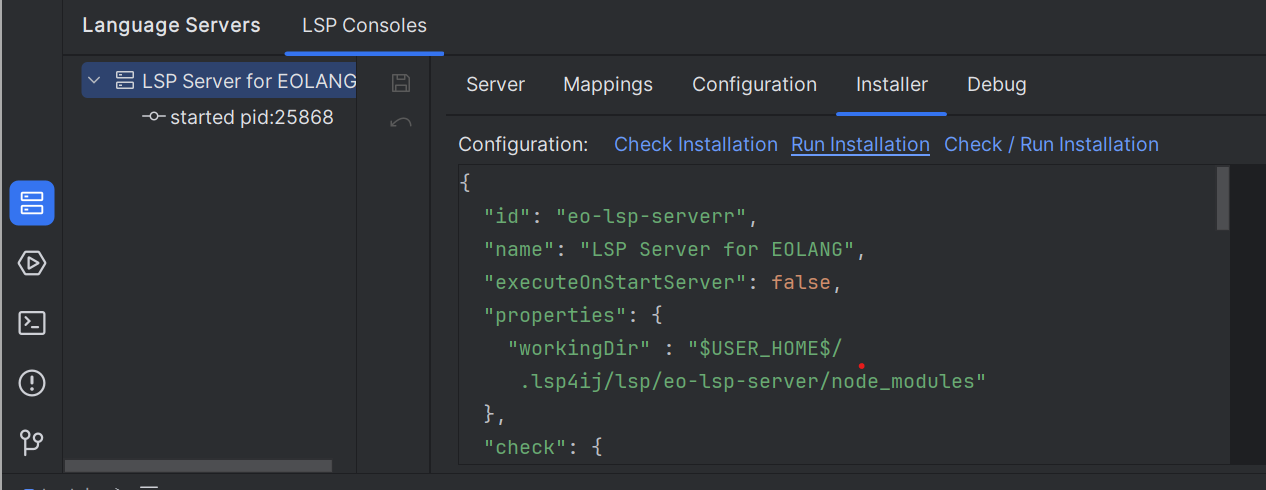 Language Servers LSP Consoles
LSP Server for EOLANG
started pid:25868
Server Mappings Configuration Installer Debug
Configuration: Check Installation Run Installation Check / Run Installation
{
"id": "eo-lsp-serverr",
"name": "LSP Server for EOLANG",
"executeOnStartServer": false,
"properties": {
"workingDir" : "$USER_HOME$/
.lsp4ij/lsp/eo-lsp-server/node_modules"
},
"check": {